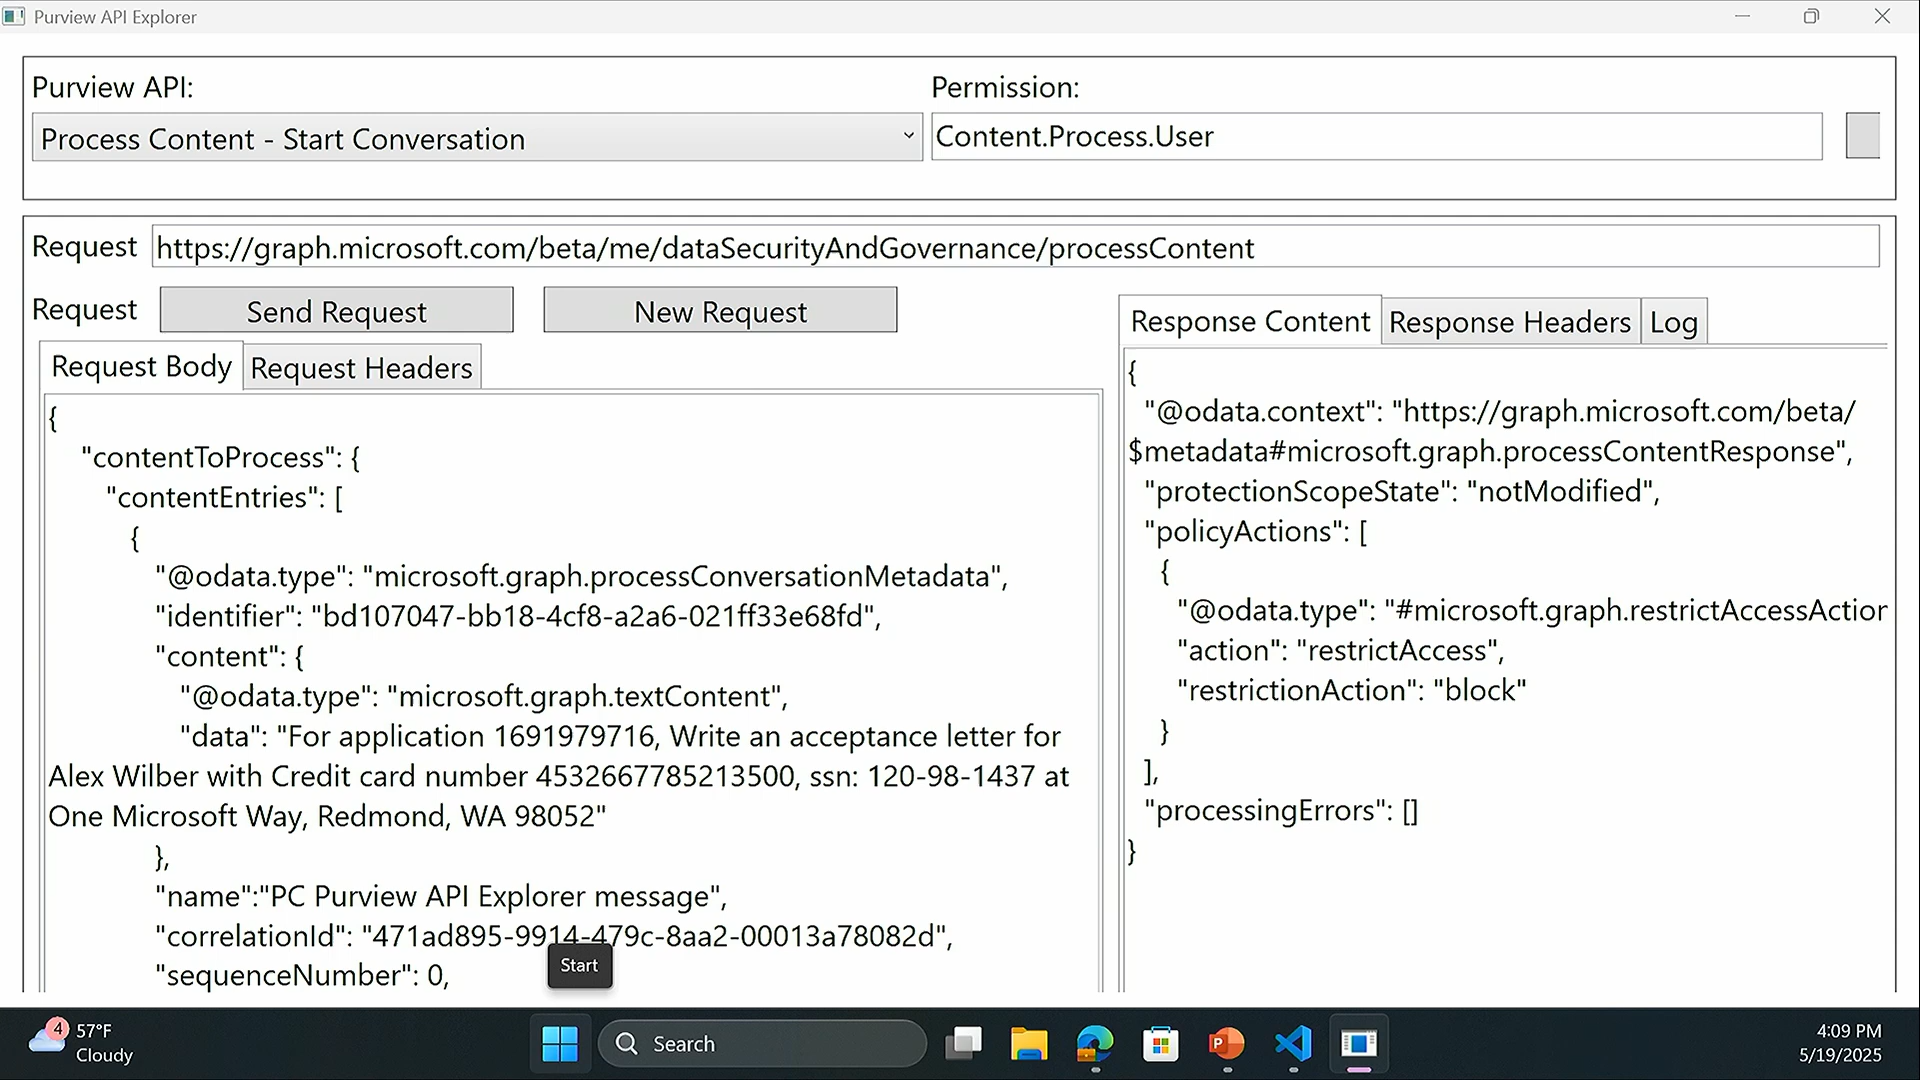 Purview API Explorer
Purview API:
Permission:
Process Content - Start Conversation
Content.Process.User
Request
https://graph.microsoft.com/beta/me/dataSecurityAndGovernance/processContent
Request
Send Request
New Request
Request Body
Request Headers
{
"contentToProcess": {
"contentEntries": [
{
"@odata.type": "microsoft.graph.processConversationMetadata",
"identifier": "bd107047-bb18-4cf8-a2a6-021ff33e68fd",
"content": {
"@odata.type": "microsoft.graph.textContent",
"data": "For application 1691979716, Write an acceptance letter for
Alex Wilber with Credit card number 4532667785213500, ssn: 120-98-1437 at
One Microsoft Way, Redmond, WA 98052"
},
"name":"PC Purview API Explorer message",
"correlationId": "471ad895-9914-479c-8aa2-00013a78082d",
"sequenceNumber": 0,
Response Content
Response Headers
Log
{
"@odata.context": "https://graph.microsoft.com/beta/
$metadata#microsoft.graph.processContentResponse",
"protectionScopeState": "notModified",
"policyActions": [
{
"@odata.type": "#microsoft.graph.restrictAccessAction
"action": "restrictAccess",
"restrictionAction": "block"
}
],
"processingErrors": []
}
Start
4
57°F
Cloudy
Search
P
4:09 PM
5/19/2025